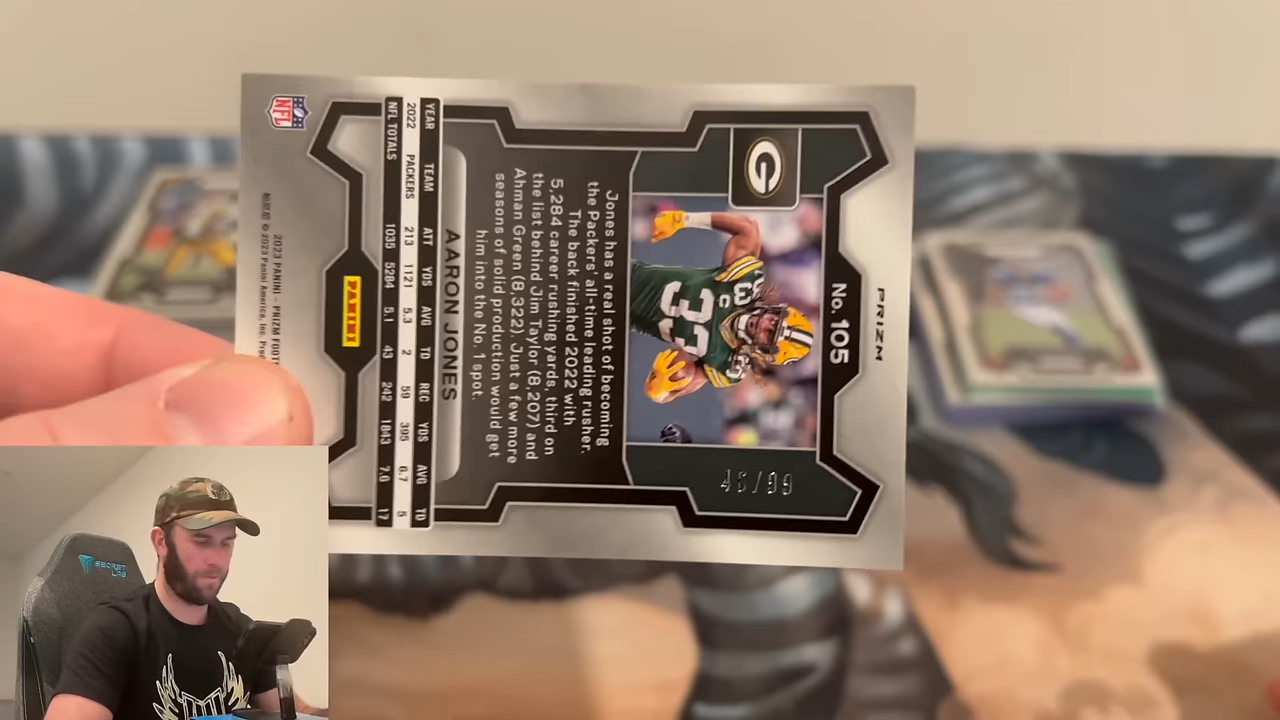 PRIZM
No. 105
G
33
46/99
Jones has a real shot of becoming
the Packers' all-time leading rusher.
The back finished 2022 with
5,284 career rushing yards, third on
the list behind Jim Taylor (8,207) and
Ahman Green (8,322). Just a few more
seasons of solid production would get
him into the No. 1 spot.
AARON JONES
YEAR TEAM ATT YDS AVG TD REC YDS AVG TD
2022 PACKERS 213 1121 5.3 2 59 395 6.7 5
NFL TOTALS 1035 5284 5.1 43 242 1843 7.6 17
PANINI
2023 PANINI – PRIZM FOOT
© 2023 Panini America, Inc. Prod
NFL
SECRET
LAB